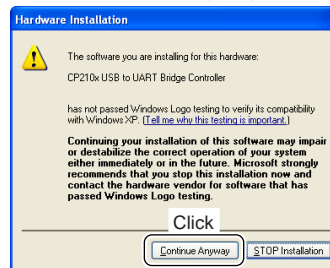 Hardware Installation
The software you are installing for this hardware:
CP210x USB to UART Bridge Controller
has not passed Windows Logo testing to verify its compatibility
with Windows XP. (Tell me why this testing is important.)
Continuing your installation of this software may impair
or destabilize the correct operation of your system
either immediately or in the future. Microsoft strongly
recommends that you stop this installation now and
contact the hardware vendor for software that has
passed Windows Logo testing.
Click
Continue Anyway
STOP Installation